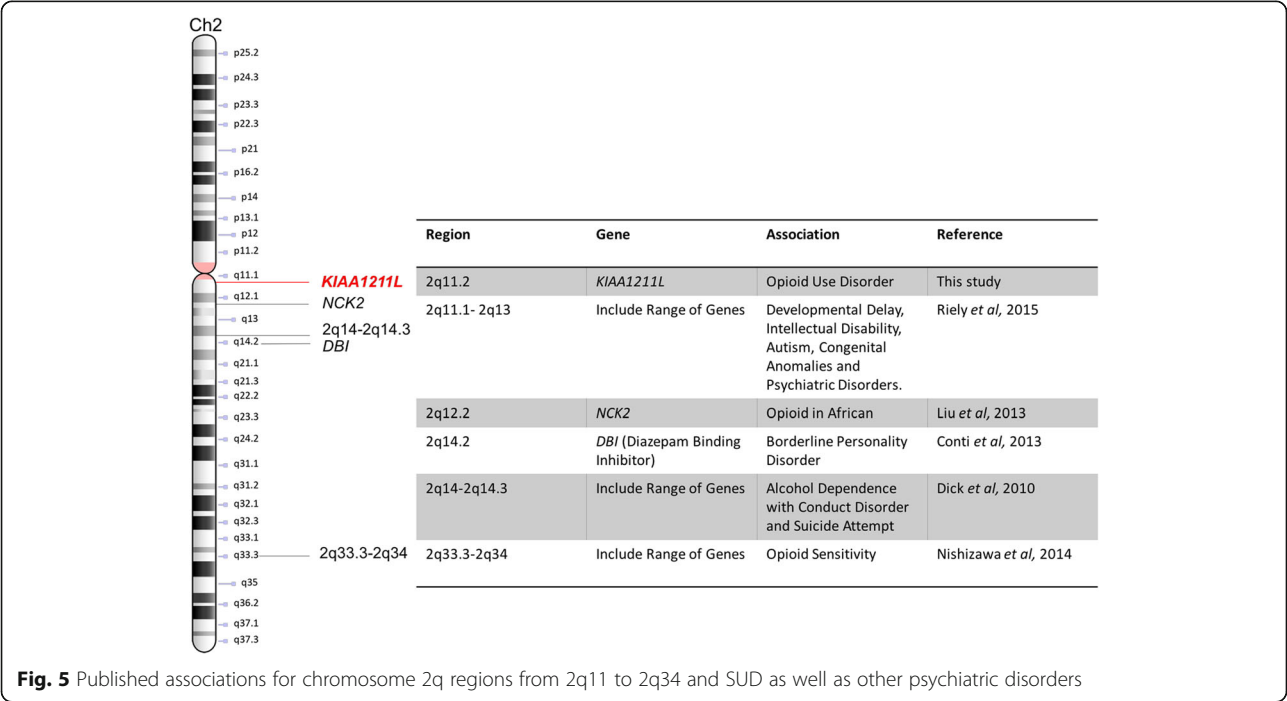 Ch2
p25.2
p24.3
p23.3
p22.3
p21
p16.2
p14
p13.1
p12
p11.2
q11.1
q12.1
q13
q14.2
q21.1
q21.3
q22.2
q23.3
q24.2
q31.1
q31.2
q32.1
q32.3
q33.1
q33.3
q35
q36.2
q37.1
q37.3
KIAA1211L
NCK2
2q14-2q14.3
DBI
2q33.3-2q34
Region Gene Association Reference
2q11.2 KIAA1211L Opioid Use Disorder This study
2q11.1- 2q13 Include Range of Genes Developmental Delay, Riely et al, 2015
Intellectual Disability,
Autism, Congenital
Anomalies and
Psychiatric Disorders.
2q12.2 NCK2 Opioid in African Liu et al, 2013
2q14.2 DBI (Diazepam Binding Borderline Personality Conti et al, 2013
Inhibitor) Disorder
2q14-2q14.3 Include Range of Genes Alcohol Dependence Dick et al, 2010
with Conduct Disorder
and Suicide Attempt
2q33.3-2q34 Include Range of Genes Opioid Sensitivity Nishizawa et al, 2014
Fig. 5 Published associations for chromosome 2q regions from 2q11 to 2q34 and SUD as well as other psychiatric disorders